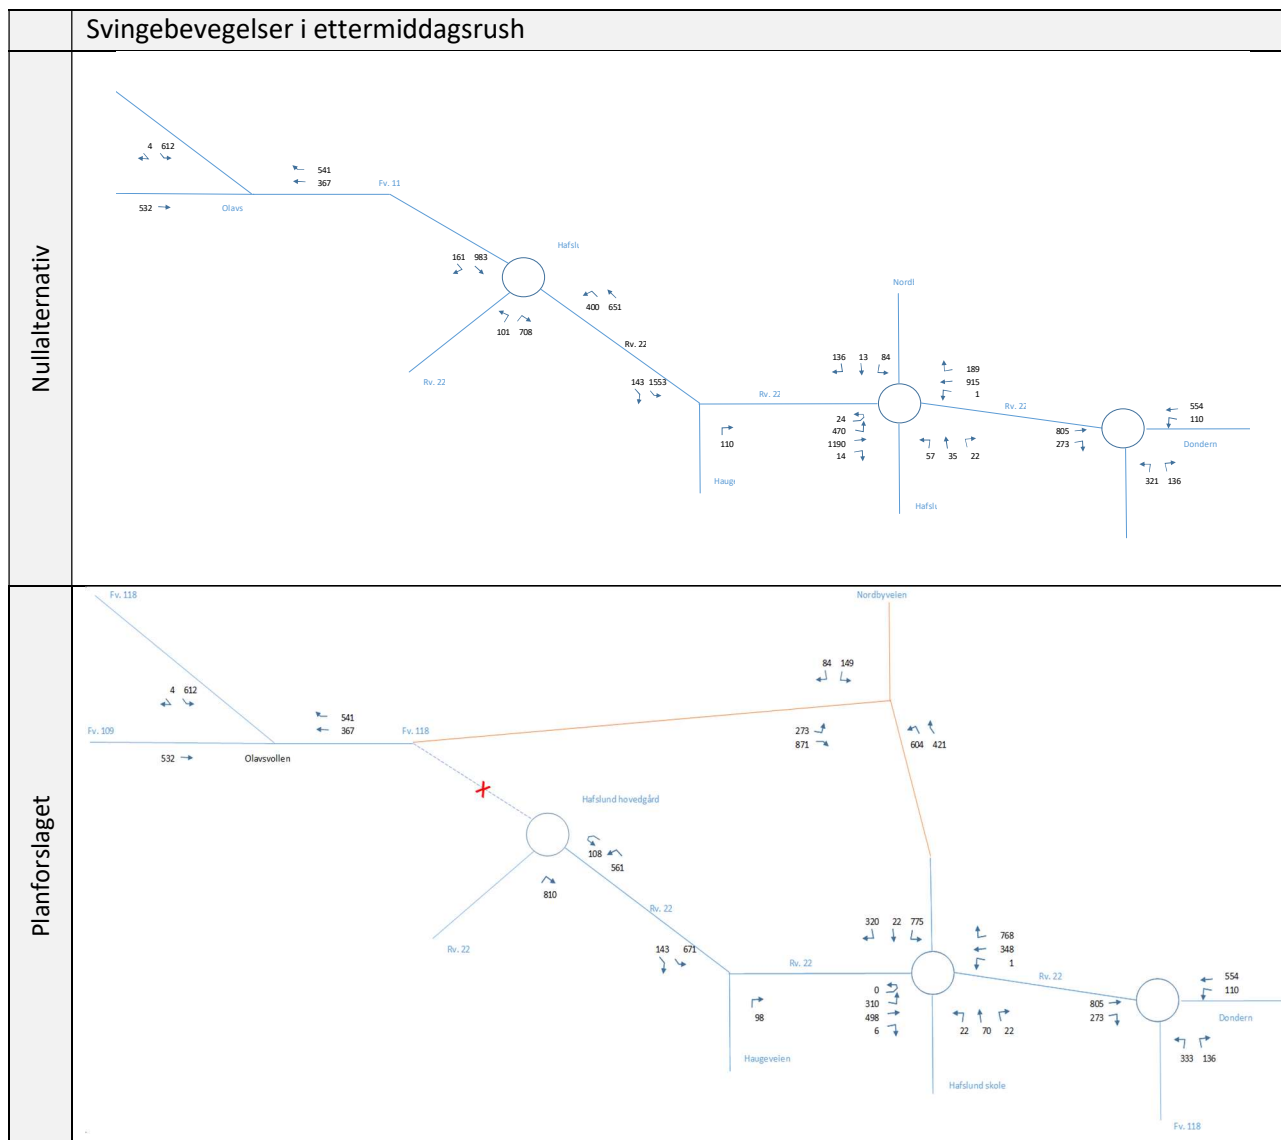 Svingebevegelser i ettermiddagsrush
Nullalternativ
4 612
541
367
Fv. 11
532
Olavs
Hafslu
161 983
400 651
101 708
Rv. 22
Rv. 22
143 1553
110
Haug
Rv. 22
Nordl
136 13 84
189
915
1
24
470
1190
14
57 35 22
Hafslu
Rv. 22
805
273
554
110
Dondern
321 136
Planforslaget
Fv. 118
Nordbyveien
4 612
541
367
Fv. 109
Fv. 118
532
Olavsvollen
84 149
273
871
604 421
Hafslund hovedgård
108
561
810
Rv. 22
Rv. 22
143 671
98
Haugeveien
Rv. 22
320 22 775
768
348
1
0
310
498
6
22 70 22
Hafslund skole
Rv. 22
805
273
554
110
Dondern
333 136
Fv. 118